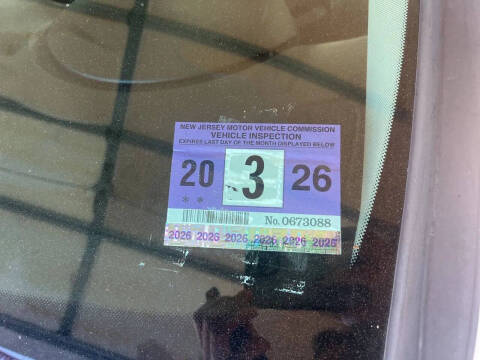 NEW JERSEY MOTOR VEHICLE COMMISSION
VEHICLE INSPECTION
EXPIRES LAST DAY OF THE MONTH DISPLAYED BELOW
20 3 26
* *
No. 0673088
2026 2026 2026 2026 2026 2026